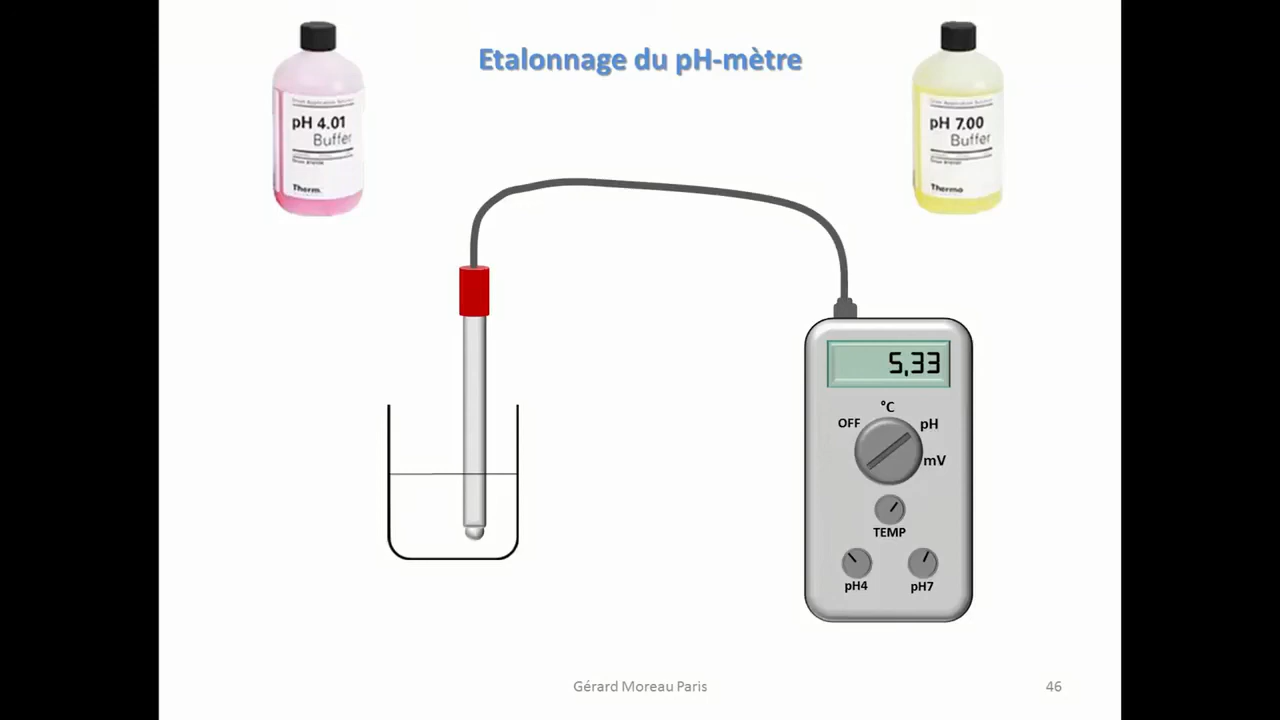 Etalonnage du pH-mètre
pH 4.01
Buffer
Therm.
pH 7.00
Buffer
Thermo
5,33
°C
OFF
pH
mV
TEMP
pH4
pH7
Gérard Moreau Paris
46